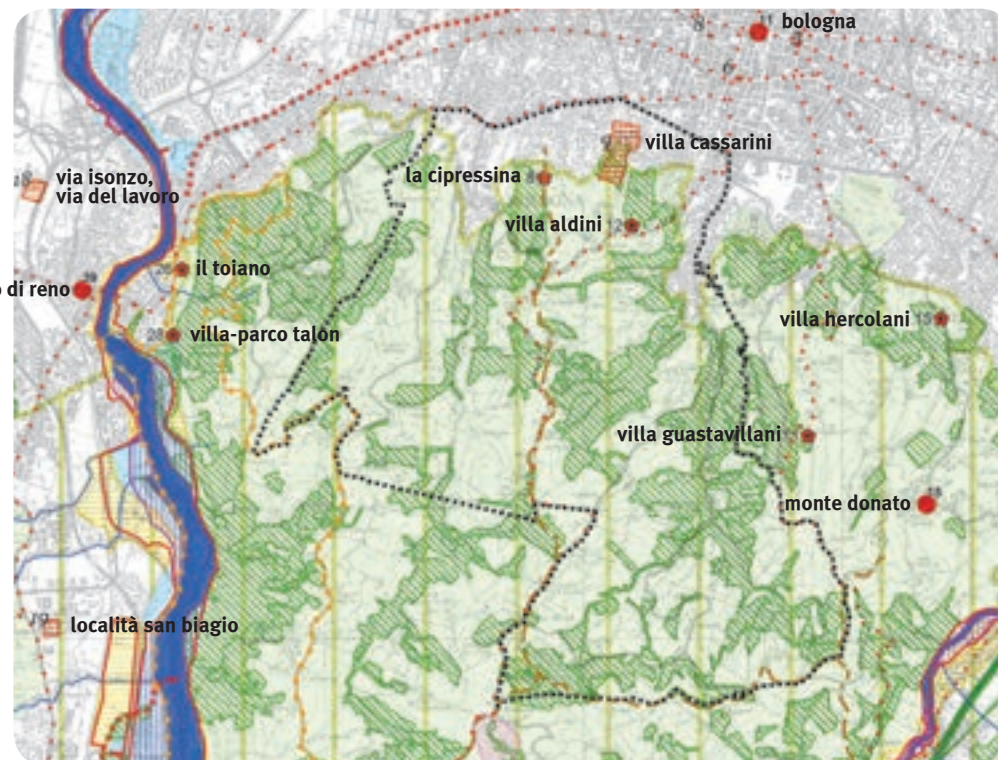 bologna
villa cassarini
la cipressina
via isonzo,
via del lavoro
villa aldini
il toiano
o di reno
villa hercolani
villa-parco talon
villa guastavillani
monte donato
località san biagio